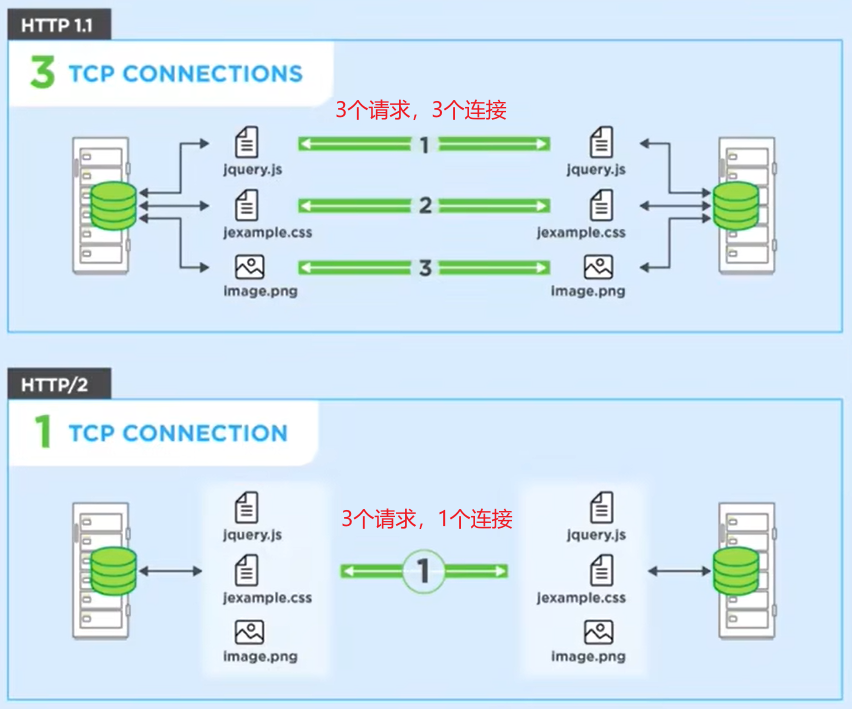 HTTP 1.1
3 TCP CONNECTIONS
3个请求，3个连接
jquery.js 1 jquery.js
jexample.css 2 jexample.css
image.png 3 image.png
HTTP/2
1 TCP CONNECTION
3个请求，1个连接
jquery.js jquery.js
1
jexample.css jexample.css
image.png image.png